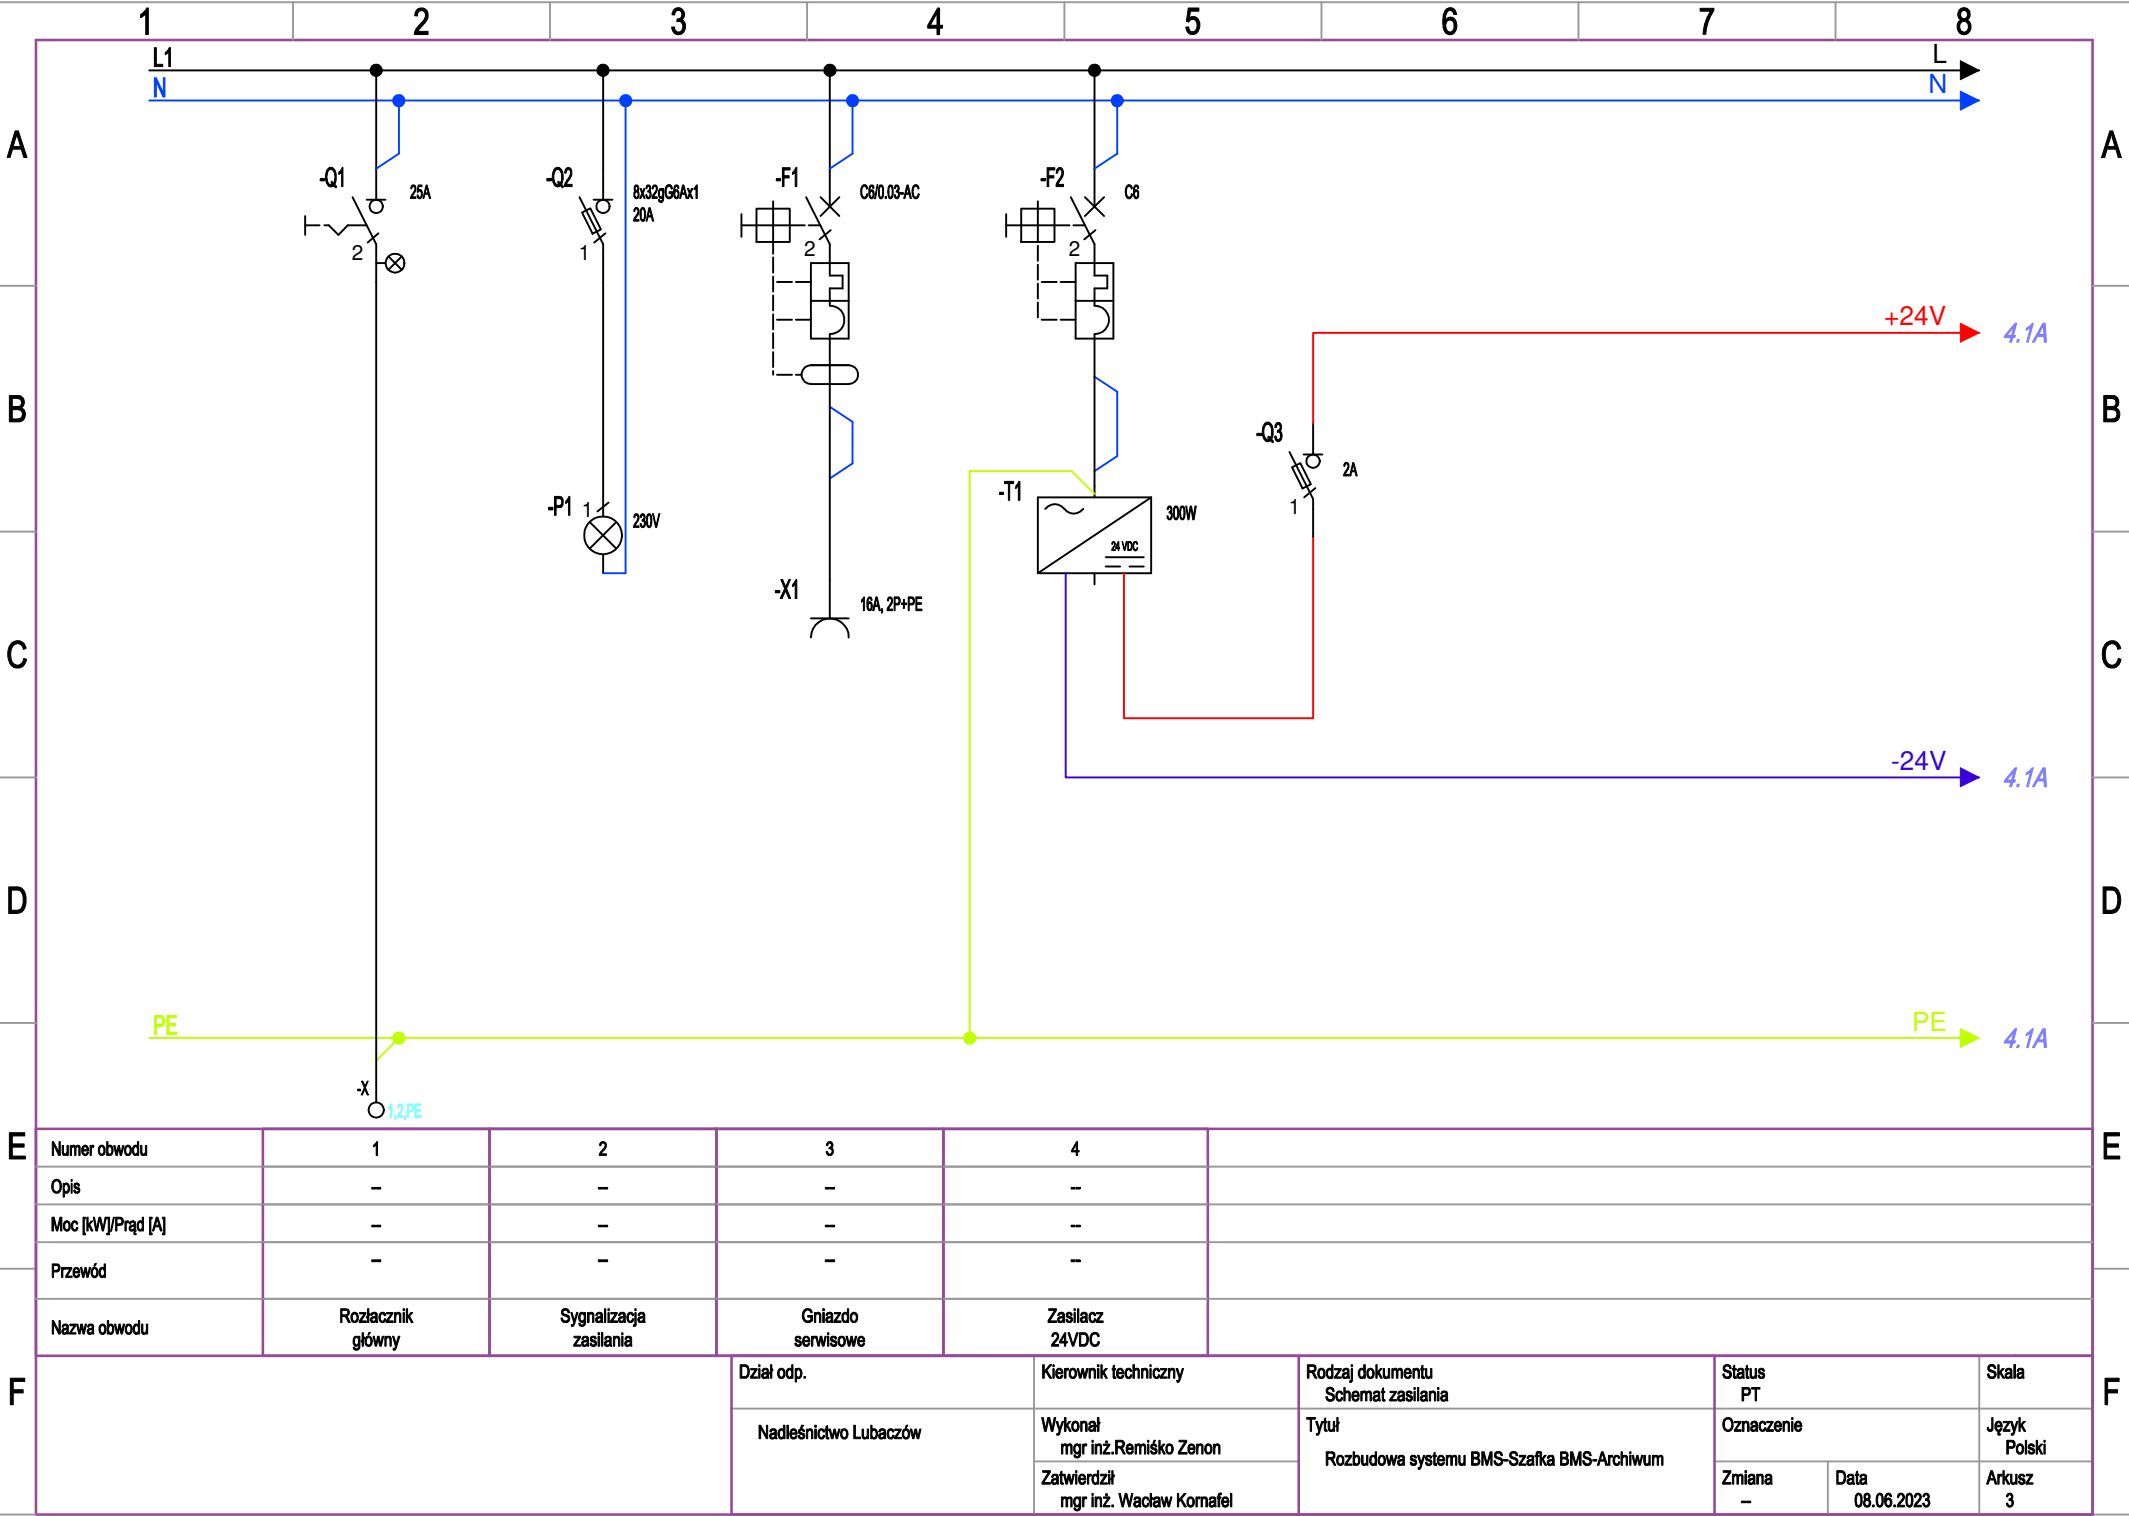 1 2 3 4 5 6 7 8
L1 L
N N
A A
-Q1 25A
-Q2 8x32gG6Ax1
20A
-F1 C6/0.03-AC
-F2 C6
2 1 2 2
+24V 4.1A
B B
-Q3 2A
1
-P1 1 230V
-T1 300W
24 VDC
-X1 16A, 2P+PE
C C
-24V 4.1A
D D
PE PE 4.1A
-X 1,2,PE
E E
Numer obwodu 1 2 3 4
Opis – – – --
Moc [kW]/Prąd [A] – – – --
Przewód – – – --
Nazwa obwodu
Rozłacznik
główny
Sygnalizacja
zasilania
Gniazdo
serwisowe
Zasilacz
24VDC
F F
Dział odp.
Nadleśnictwo Lubaczów
Kierownik techniczny
Wykonał
mgr inż.Remiśko Zenon
Zatwierdził
mgr inż. Wacław Kornafel
Rodzaj dokumentu
Schemat zasilania
Tytuł
Rozbudowa systemu BMS-Szafka BMS-Archiwum
Status
PT
Skala
Oznaczenie
Język
Polski
Zmiana
–
Data
08.06.2023
Arkusz
3